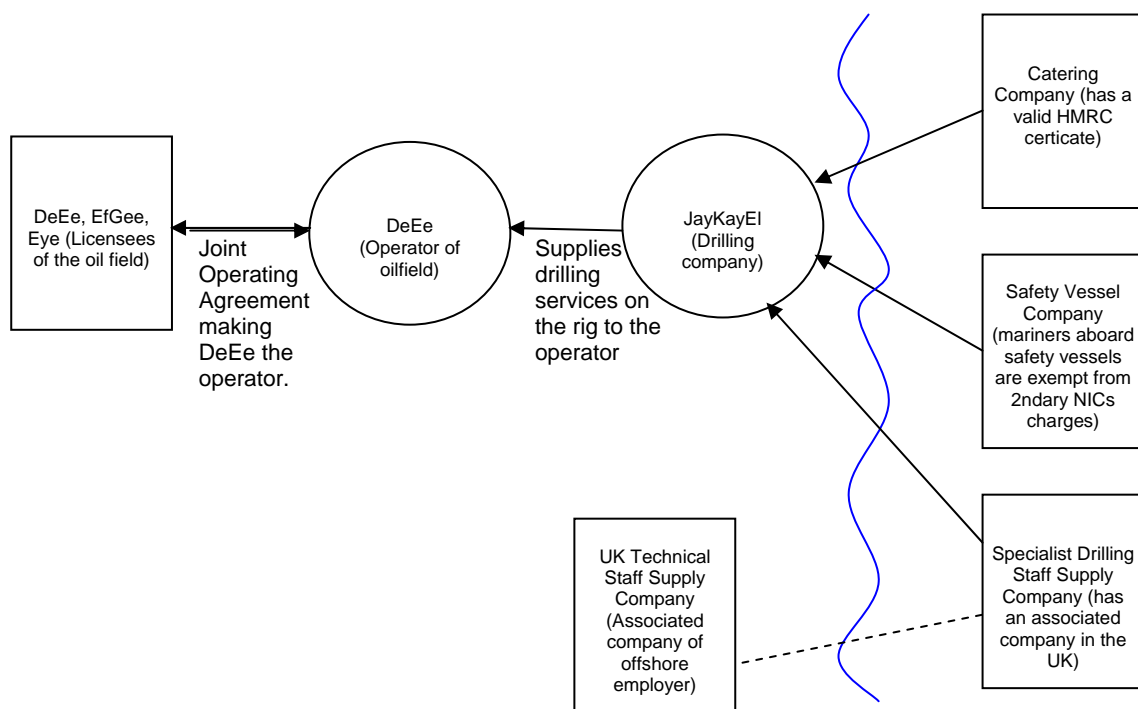 DeEe, EfGee,
Eye (Licensees
of the oil field)
Joint
Operating
Agreement
making
DeEe the
operator.
DeEe
(Operator of
oilfield)
Supplies
drilling
services on
the rig to the
operator
JayKayEl
(Drilling
company)
Catering
Company (has a
valid HMRC
certicate)
Safety Vessel
Company
(mariners aboard
safety vessels
are exempt from
2ndary NICs
charges)
UK Technical
Staff Supply
Company
(Associated
company of
offshore
employer)
Specialist Drilling
Staff Supply
Company (has
an associated
company in the
UK)